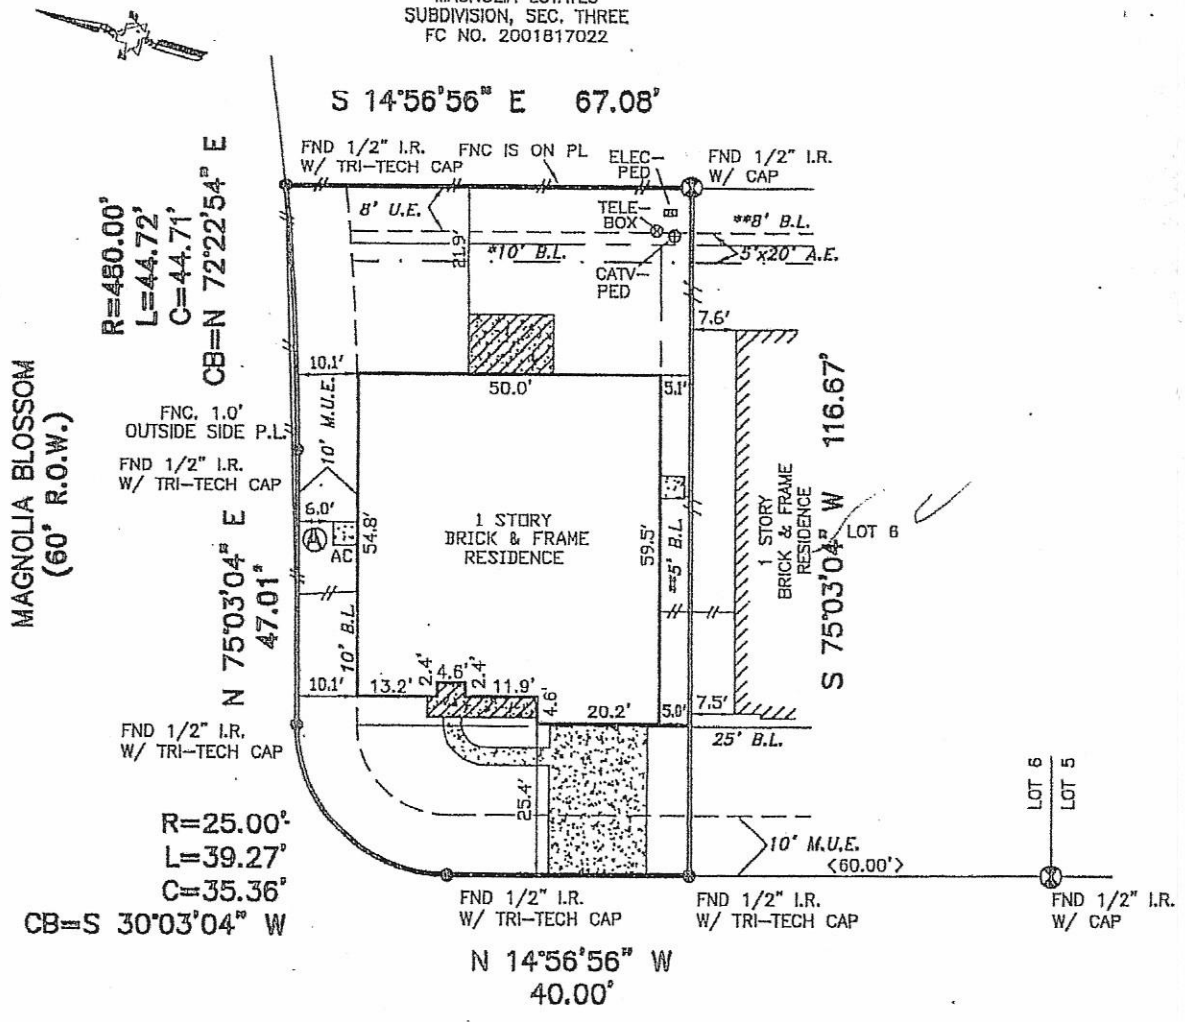 MAGNOLIA ESTATES
SUBDIVISION, SEC. THREE
FC NO. 2001817022
S 14°56'56" E 67.08'
FND 1/2" I.R.
W/ TRI-TECH CAP
FNC IS ON PL
ELEC-
PED
FND 1/2" I.R.
W/ CAP
8' U.E.
TELE-
BOX
**8' B.L.
21.9'
*10' B.L.
5'x20' A.E.
CATV-
PED
R=480.00'
L=44.72'
C=44.71'
CB=N 72°22'54" E
7.6'
10.1'
50.0'
5.1'
MAGNOLIA BLOSSOM
(60' R.O.W.)
FNC. 1.0'
OUTSIDE SIDE P.L.
10' M.U.E.
FND 1/2" I.R.
W/ TRI-TECH CAP
S 75°03'04" W 116.67'
6.0'
AC
54.8'
1 STORY
BRICK & FRAME
RESIDENCE
59.5'
**5' B.L.
1 STORY
BRICK & FRAME
RESIDENCE
LOT 6
N 75°03'04" E
47.01'
10' B.L.
10.1'
13.2'
2.4'
4.6'
2.4'
11.9'
4.6'
20.2'
5.0'
7.5'
FND 1/2" I.R.
W/ TRI-TECH CAP
25' B.L.
LOT 6
LOT 5
25.4'
R=25.00'
L=39.27'
C=35.36'
CB=S 30°03'04" W
10' M.U.E.
<60.00'>
FND 1/2" I.R.
W/ TRI-TECH CAP
FND 1/2" I.R.
W/ TRI-TECH CAP
FND 1/2" I.R.
W/ CAP
N 14°56'56" W
40.00'